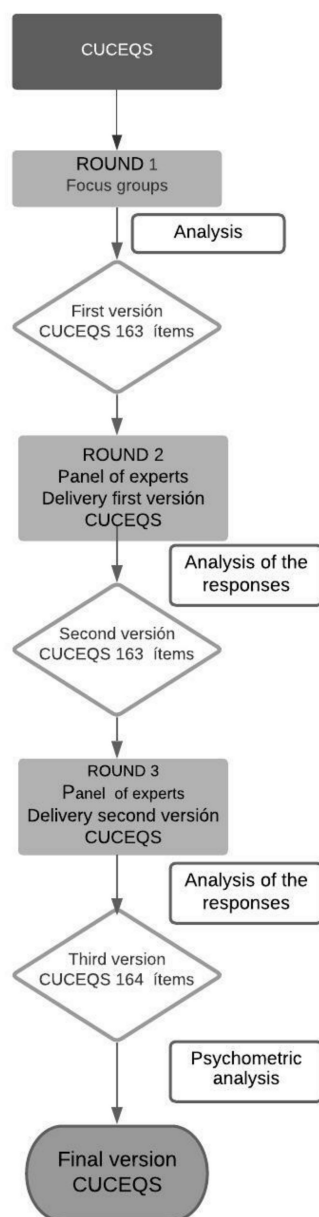 CUCEQS
ROUND 1
Focus groups
Analysis
First versión
CUCEQS 163 ítems
ROUND 2
Panel of experts
Delivery first versión
CUCEQS
Analysis of the
responses
Second versión
CUCEQS 163 ítems
ROUND 3
Panel of experts
Delivery second versión
CUCEQS
Analysis of the
responses
Third version
CUCEQS 164 ítems
Psychometric
analysis
Final version
CUCEQS